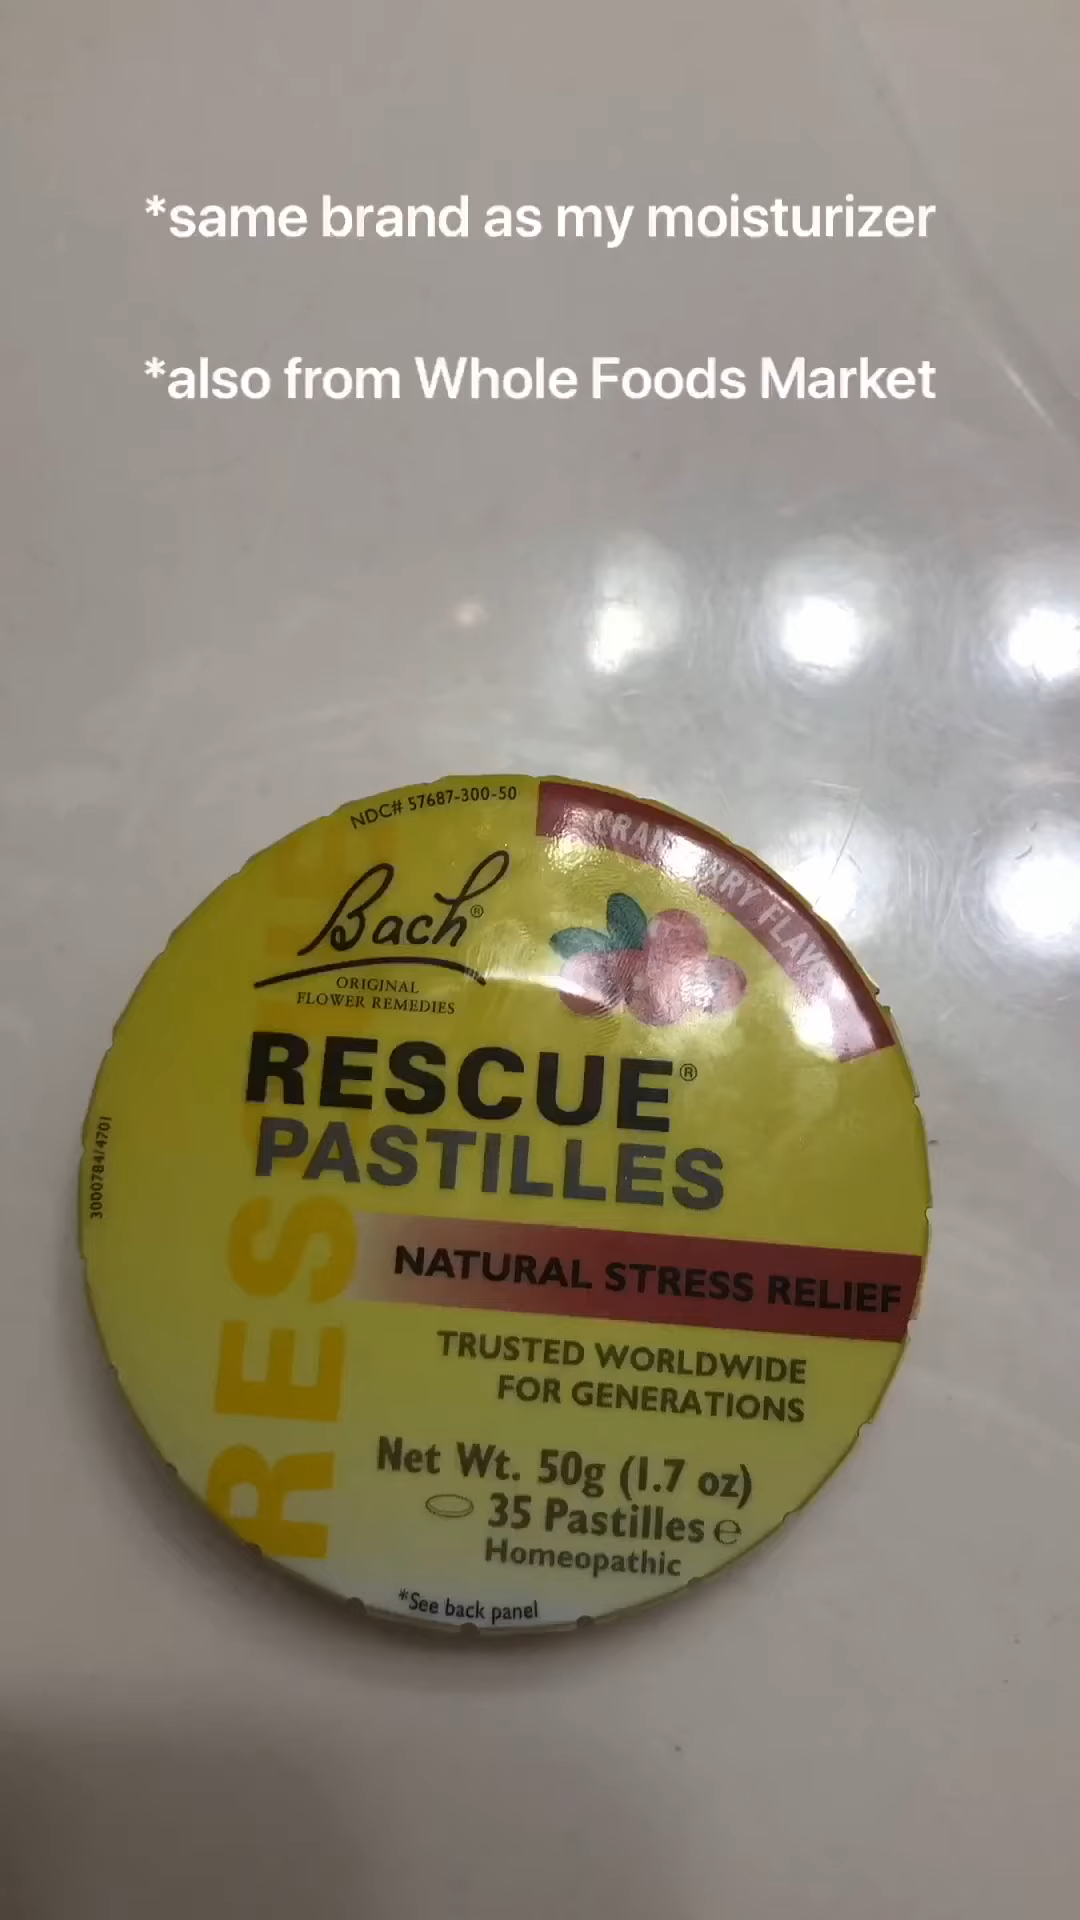 *same brand as my moisturizer
*also from Whole Foods Market
NDC# 57687-300-50
CRANBERRY FLAVOR
Bach®
ORIGINAL
FLOWER REMEDIES
RESCUE®
PASTILLES
RESCUE
3000784/4701
NATURAL STRESS RELIEF
TRUSTED WORLDWIDE
FOR GENERATIONS
Net Wt. 50g (1.7 oz)
35 Pastilles ℮
Homeopathic
*See back panel